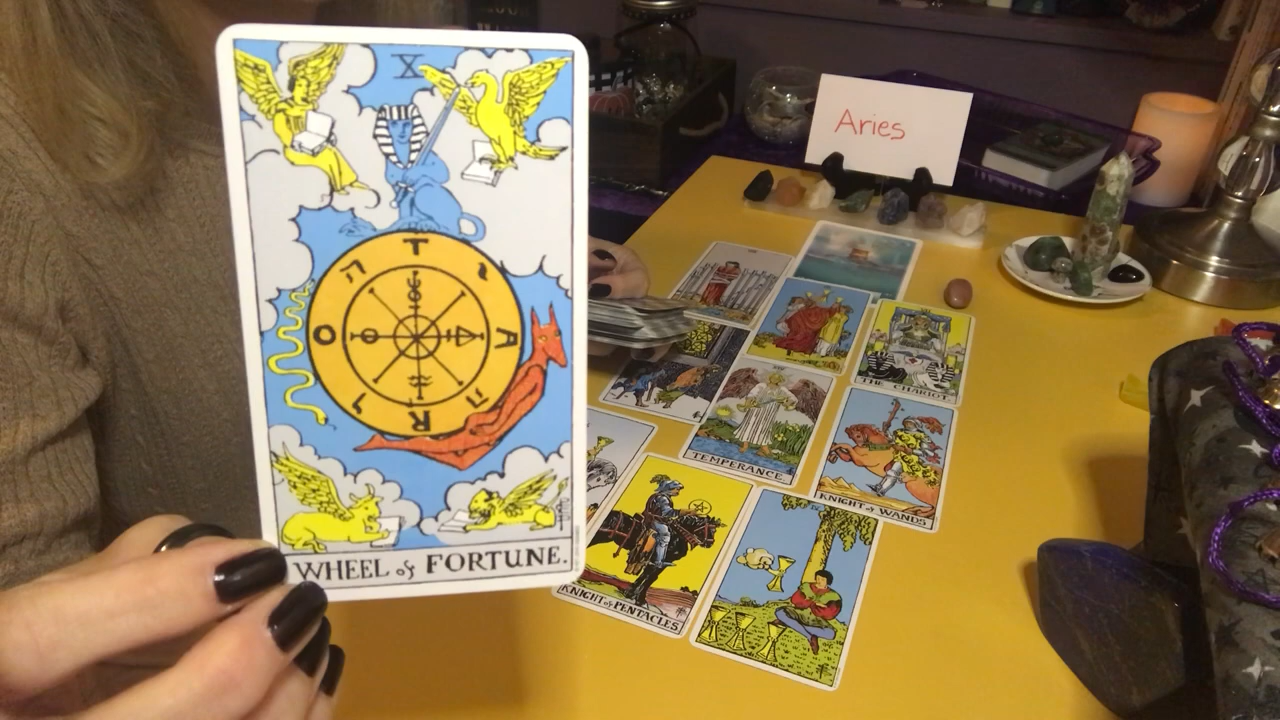 X
T
A
R
O
ה
י
ו
ה
WHEEL of FORTUNE.
Aries
THE CHARIOT.
TEMPERANCE.
KNIGHT of WANDS
KNIGHT of PENTACLES